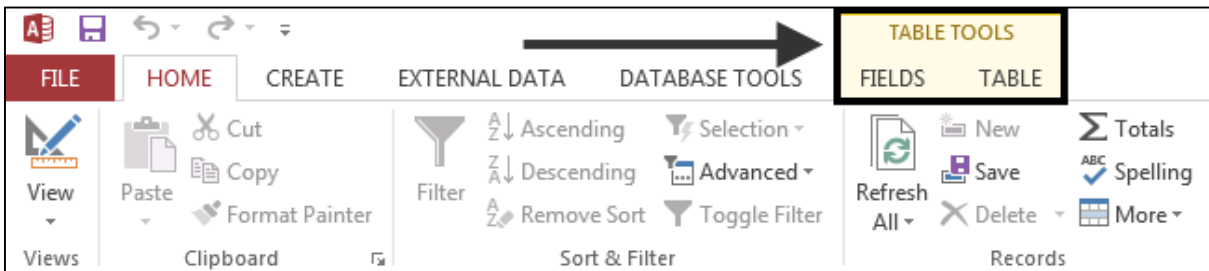 TABLE TOOLS
FILE HOME CREATE EXTERNAL DATA DATABASE TOOLS FIELDS TABLE
View
Paste
Cut
Copy
Format Painter
Filter
Ascending
Descending
Remove Sort
Selection
Advanced
Toggle Filter
Refresh
All
New
Save
Delete
Totals
ABC
Spelling
More
Views Clipboard Sort & Filter Records